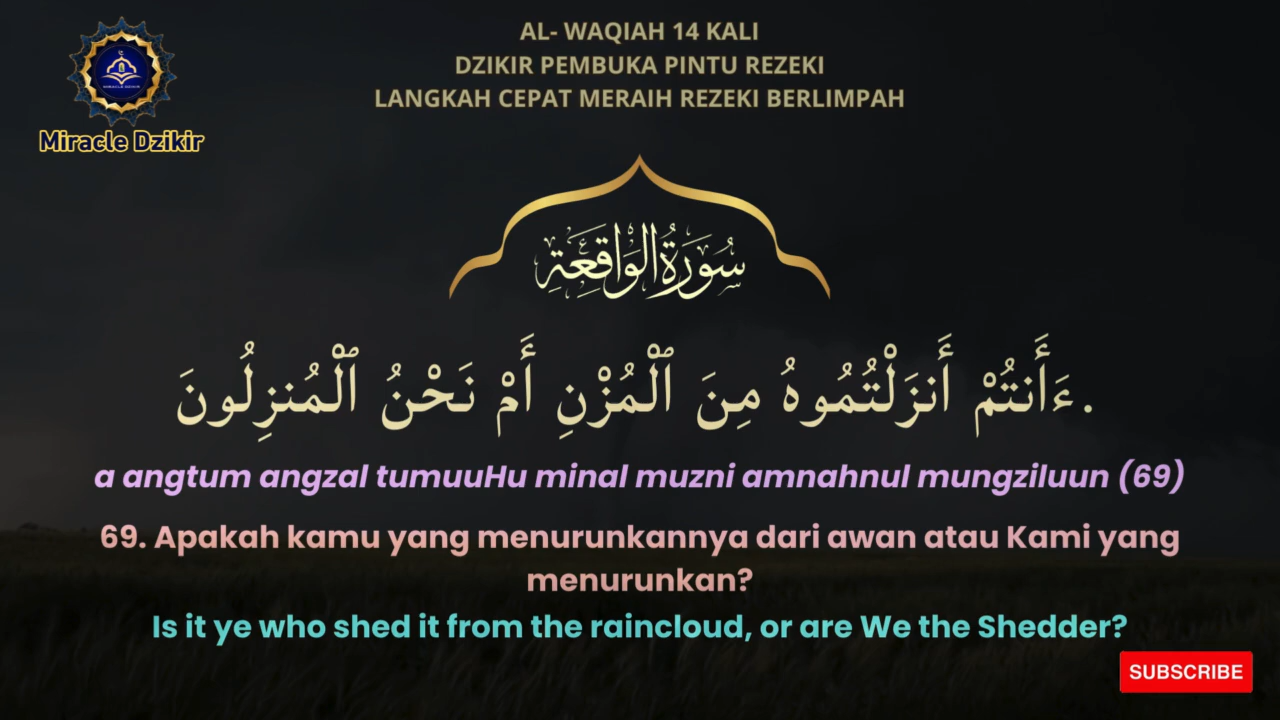 AL- WAQIAH 14 KALI
DZIKIR PEMBUKA PINTU REZEKI
LANGKAH CEPAT MERAIH REZEKI BERLIMPAH
MIRACLE DZIKIR
Miracle Dzikir
سُورَةُ الْوَاقِعَةِ
ءَأَنتُمْ أَنزَلْتُمُوهُ مِنَ ٱلْمُزْنِ أَمْ نَحْنُ ٱلْمُنزِلُونَ.
a angtum angzal tumuuHu minal muzni amnahnul mungziluun (69)
69. Apakah kamu yang menurunkannya dari awan atau Kami yang
menurunkan?
Is it ye who shed it from the raincloud, or are We the Shedder?
SUBSCRIBE